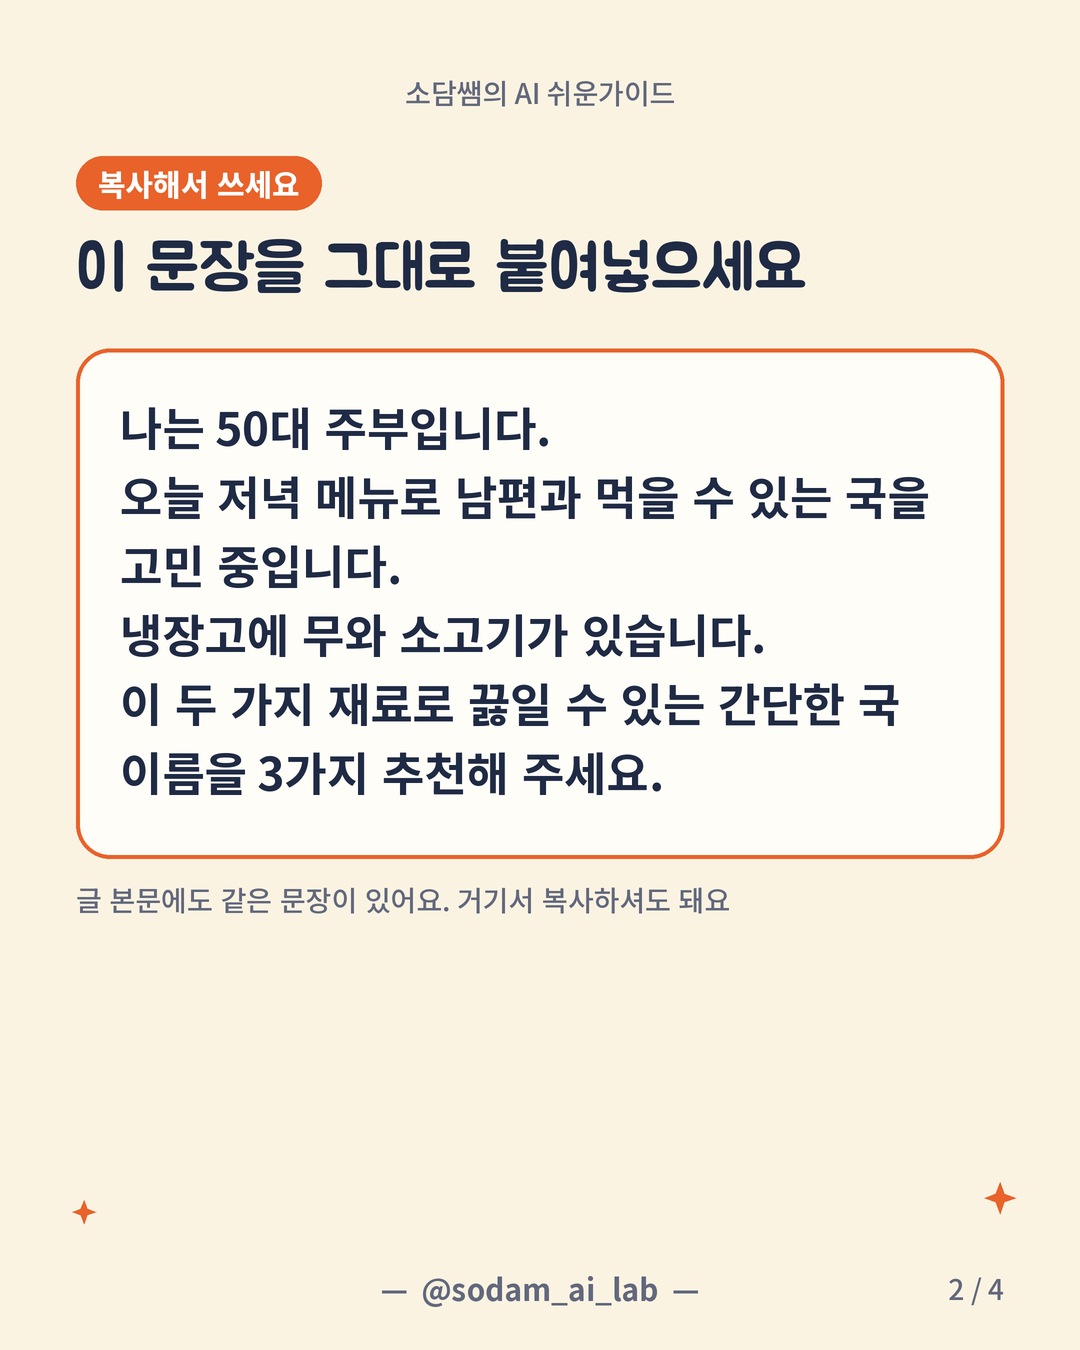 소담쌤의 AI 쉬운가이드
복사해서 쓰세요
이 문장을 그대로 붙여넣으세요
나는 50대 주부입니다.
오늘 저녁 메뉴로 남편과 먹을 수 있는 국을
고민 중입니다.
냉장고에 무와 소고기가 있습니다.
이 두 가지 재료로 끓일 수 있는 간단한 국
이름을 3가지 추천해 주세요.
글 본문에도 같은 문장이 있어요. 거기서 복사하셔도 돼요
— @sodam_ai_lab —
2 / 4